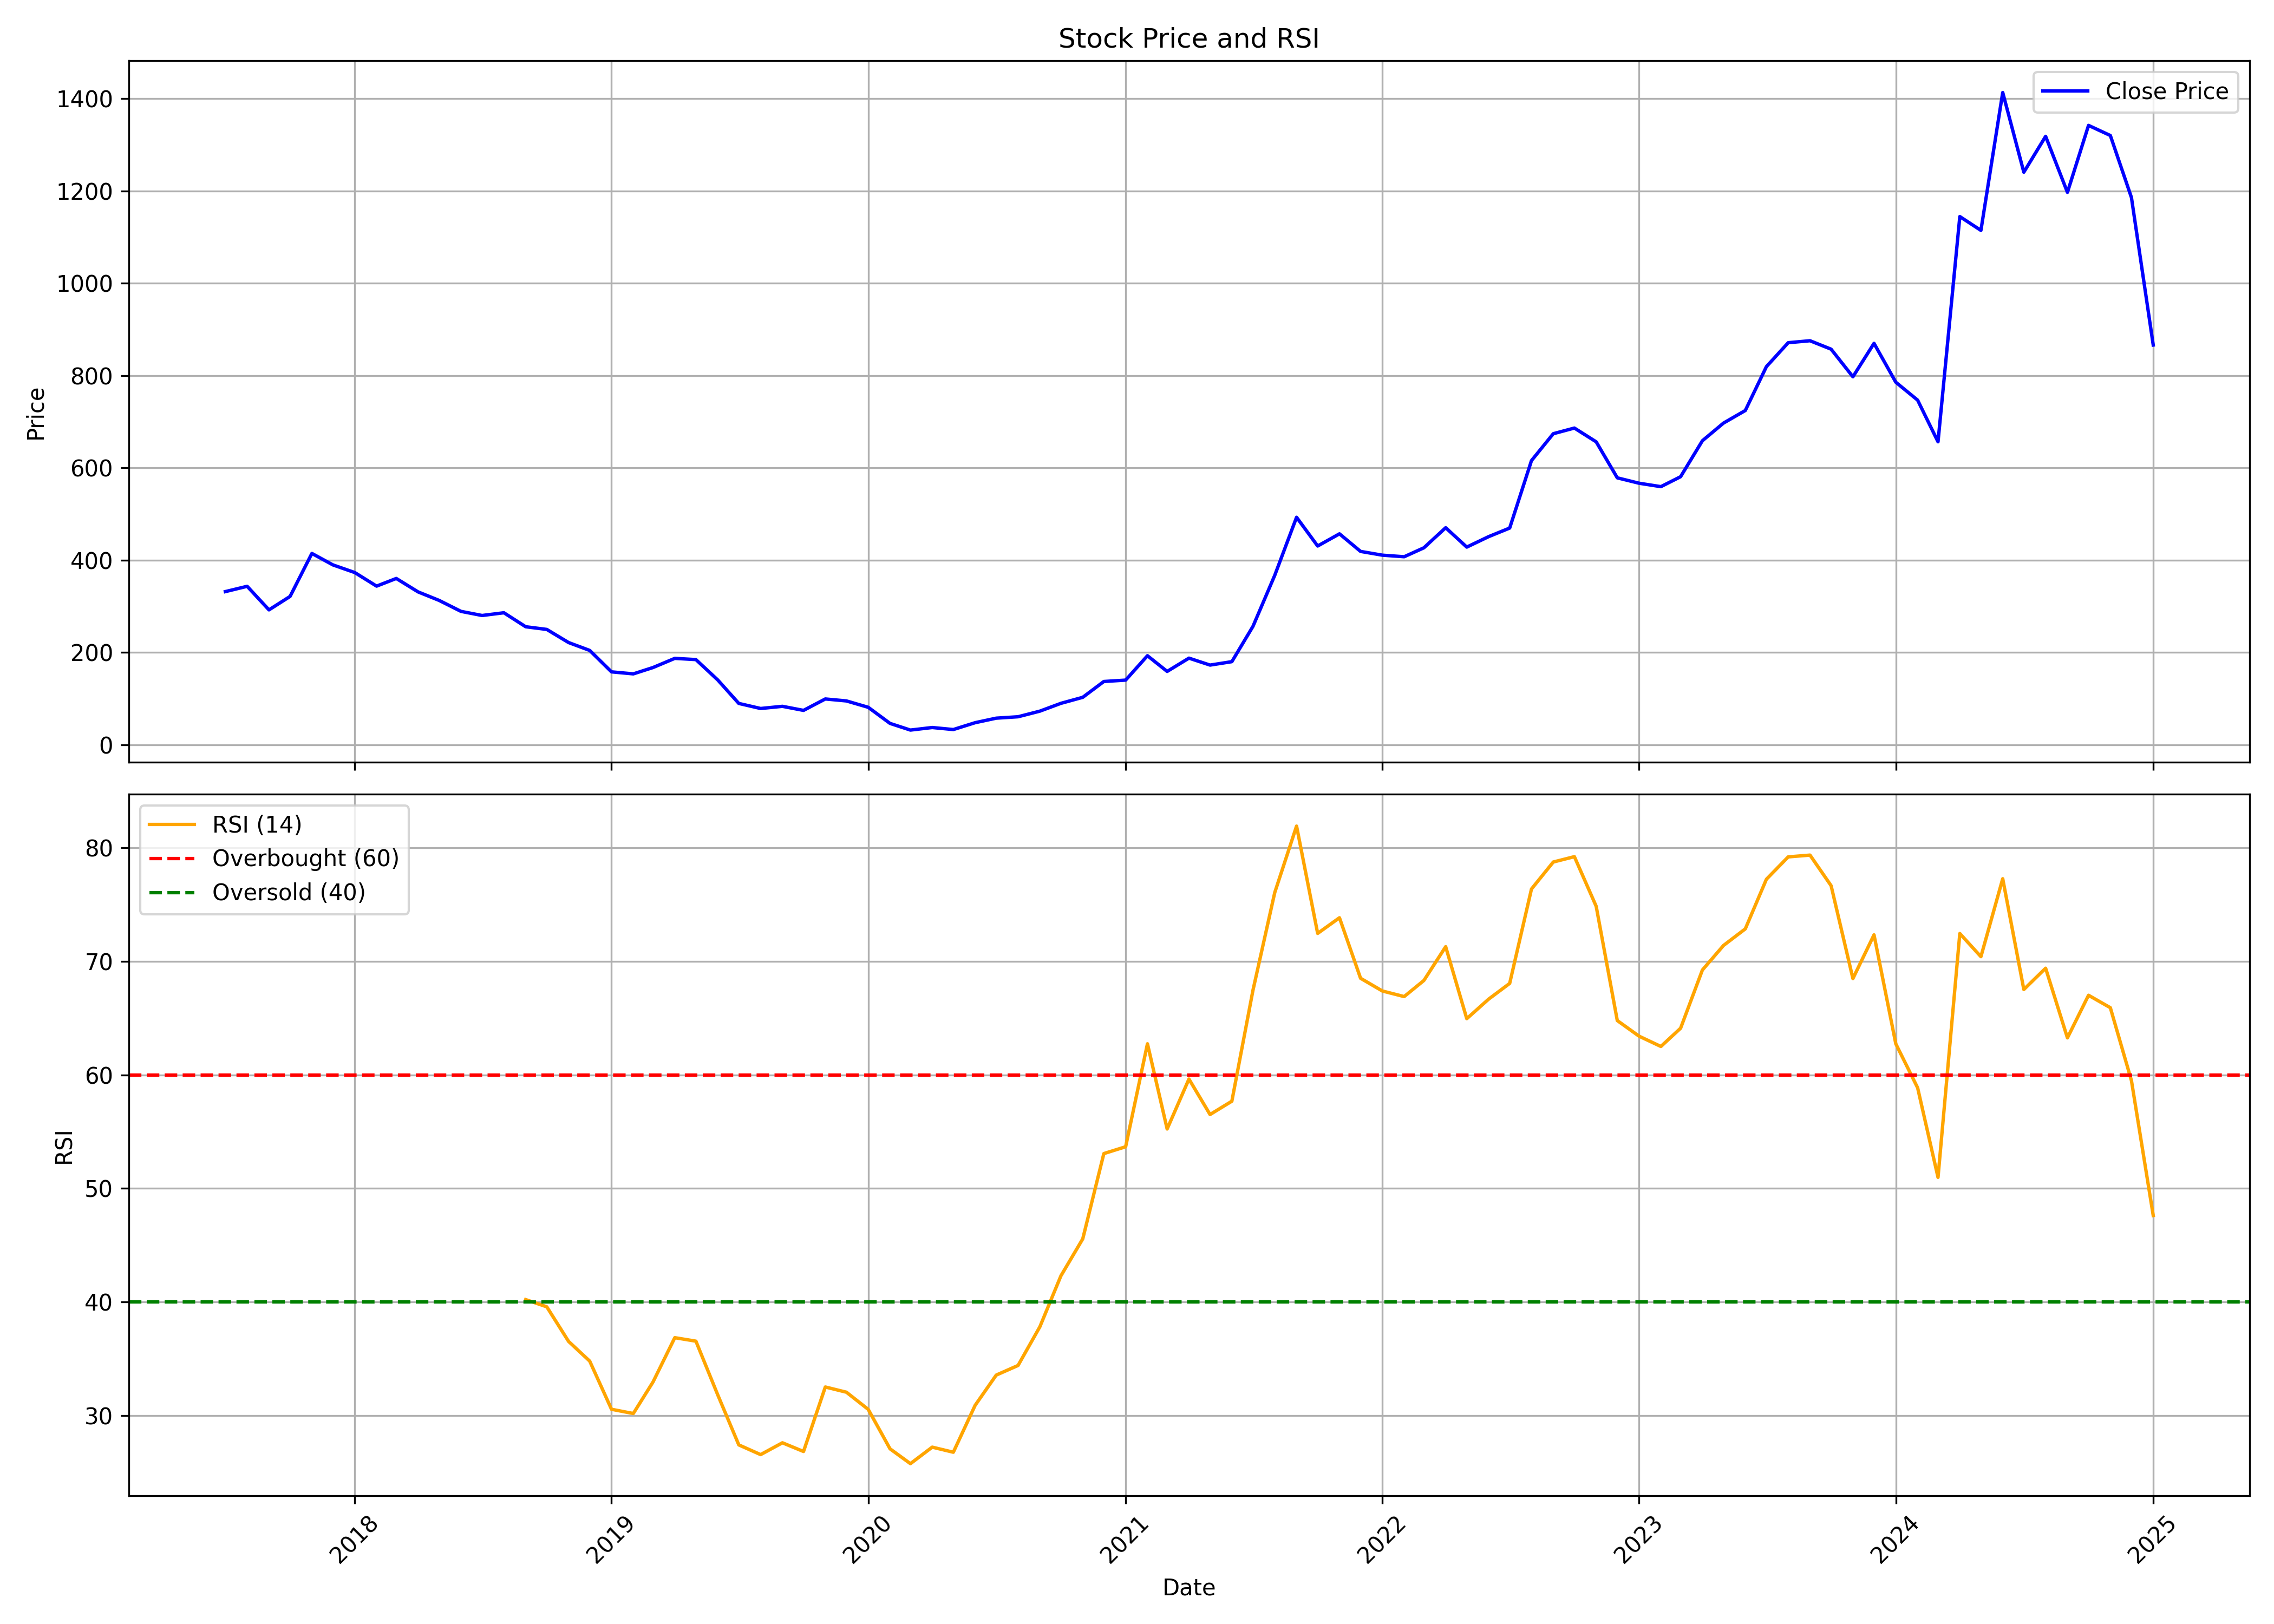 Stock Price and RSI
Close Price
1400
1200
1000
800
600
400
200
0
Price
RSI (14)
Overbought (60)
Oversold (40)
80
70
60
50
40
30
RSI
2018
2019
2020
2021
2022
2023
2024
2025
Date